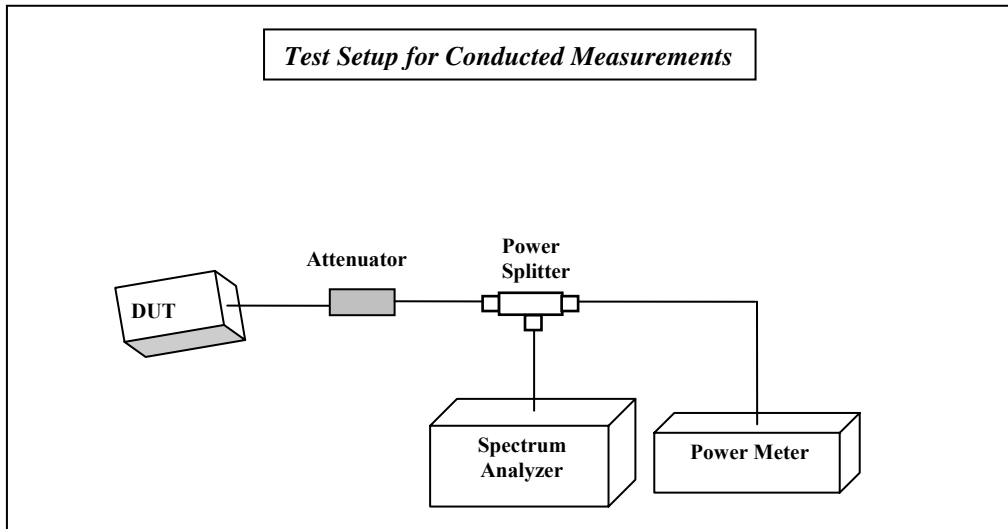 Test Setup for Conducted Measurements
Power
Splitter
Attenuator
DUT
Spectrum
Analyzer
Power Meter